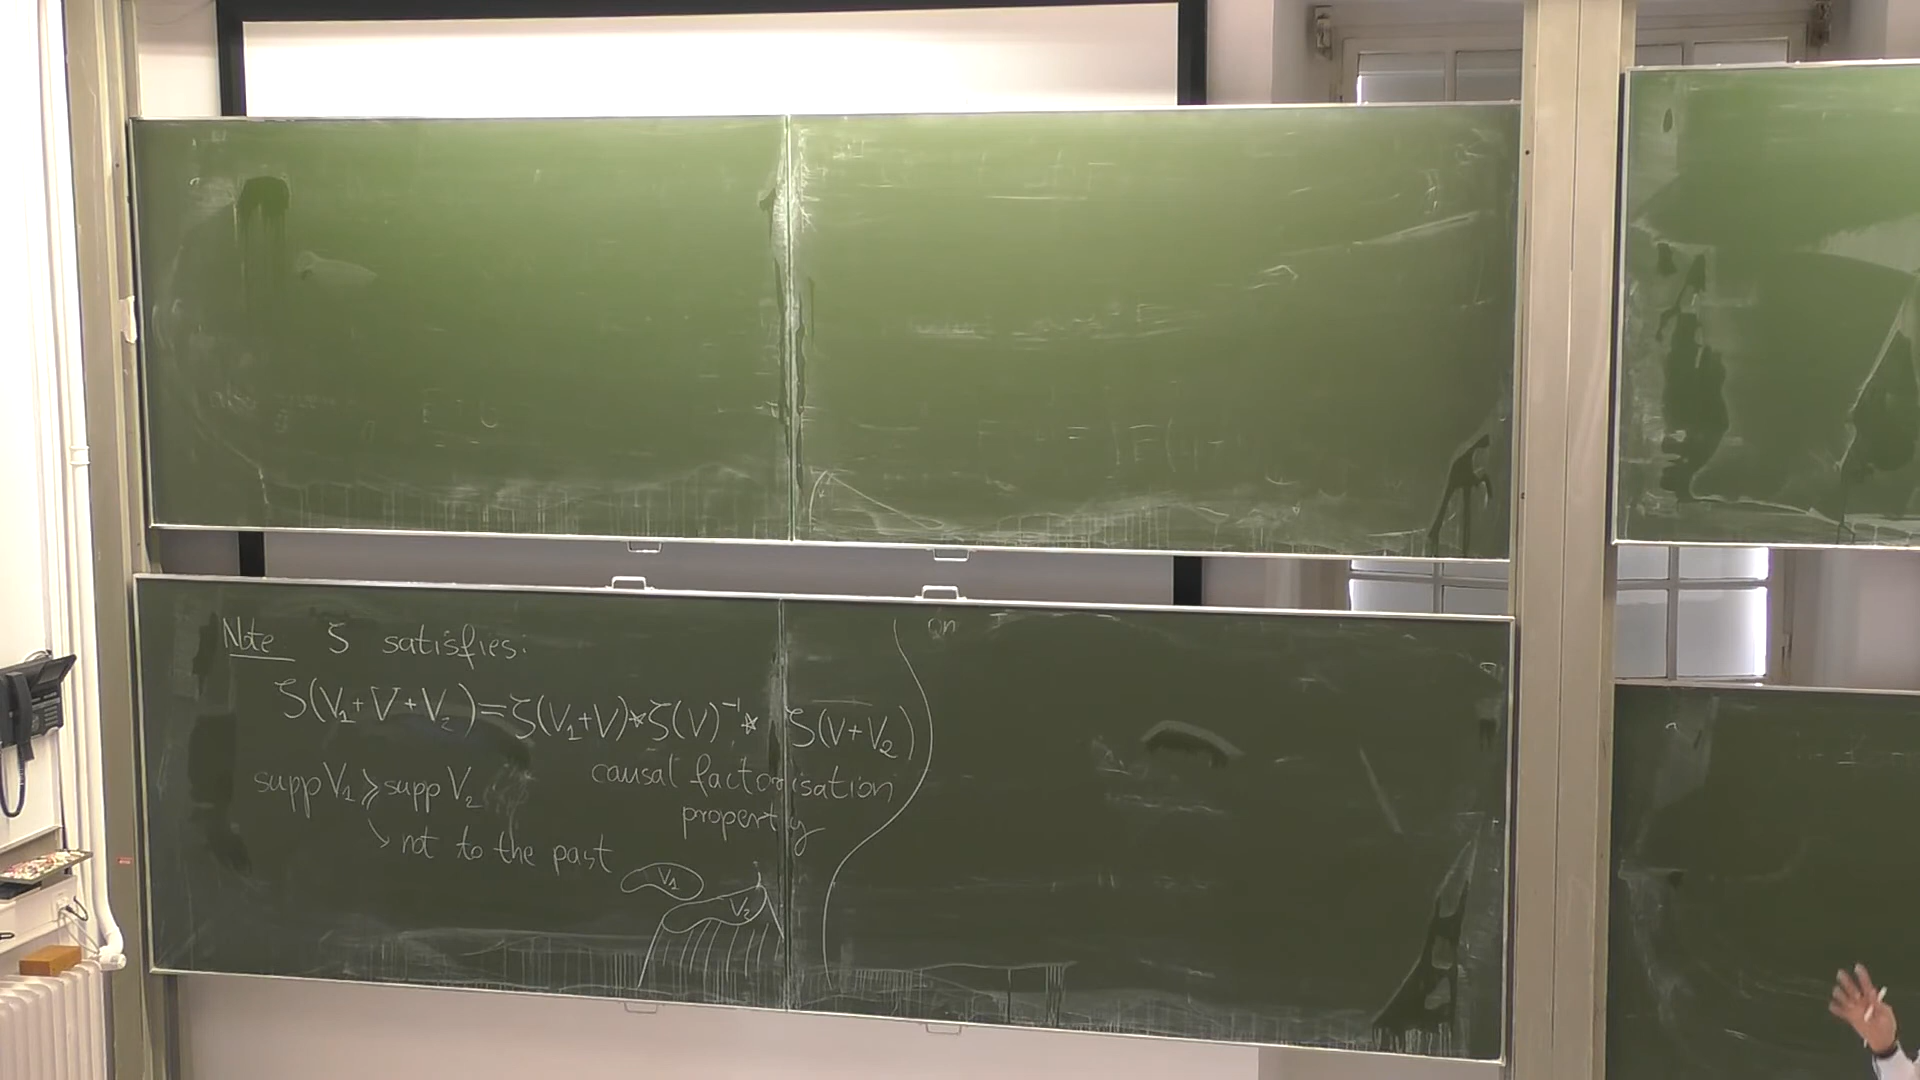 Note ζ satisfies:
ζ(V₁+V+V₂)=ζ(V₁+V)⋆ζ(V)⁻¹⋆ ζ(V+V₂)
supp V₁ ⩾ supp V₂
causal factorisation
property
↘ not to the past
V₁
V₂